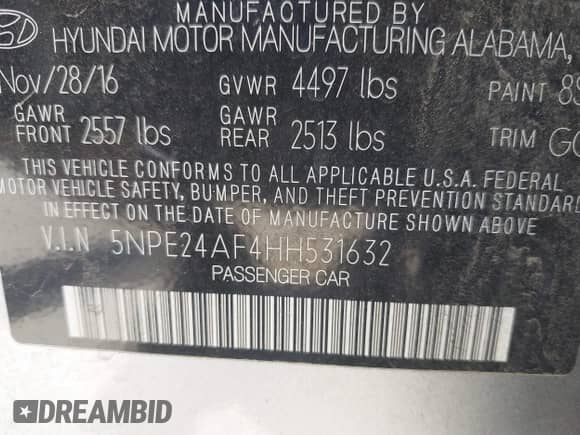 MANUFACTURED BY
HYUNDAI MOTOR MANUFACTURING ALABAMA,
Nov/28/16 GVWR 4497 lbs PAINT
GAWR FRONT 2557 lbs GAWR REAR 2513 lbs TRIM
THIS VEHICLE CONFORMS TO ALL APPLICABLE U.S.A. FEDERAL
MOTOR VEHICLE SAFETY, BUMPER, AND THEFT PREVENTION STANDAR
IN EFFECT ON THE DATE OF MANUFACTURE SHOWN ABOVE
V.I.N 5NPE24AF4HH531632
PASSENGER CAR
DREAMBID